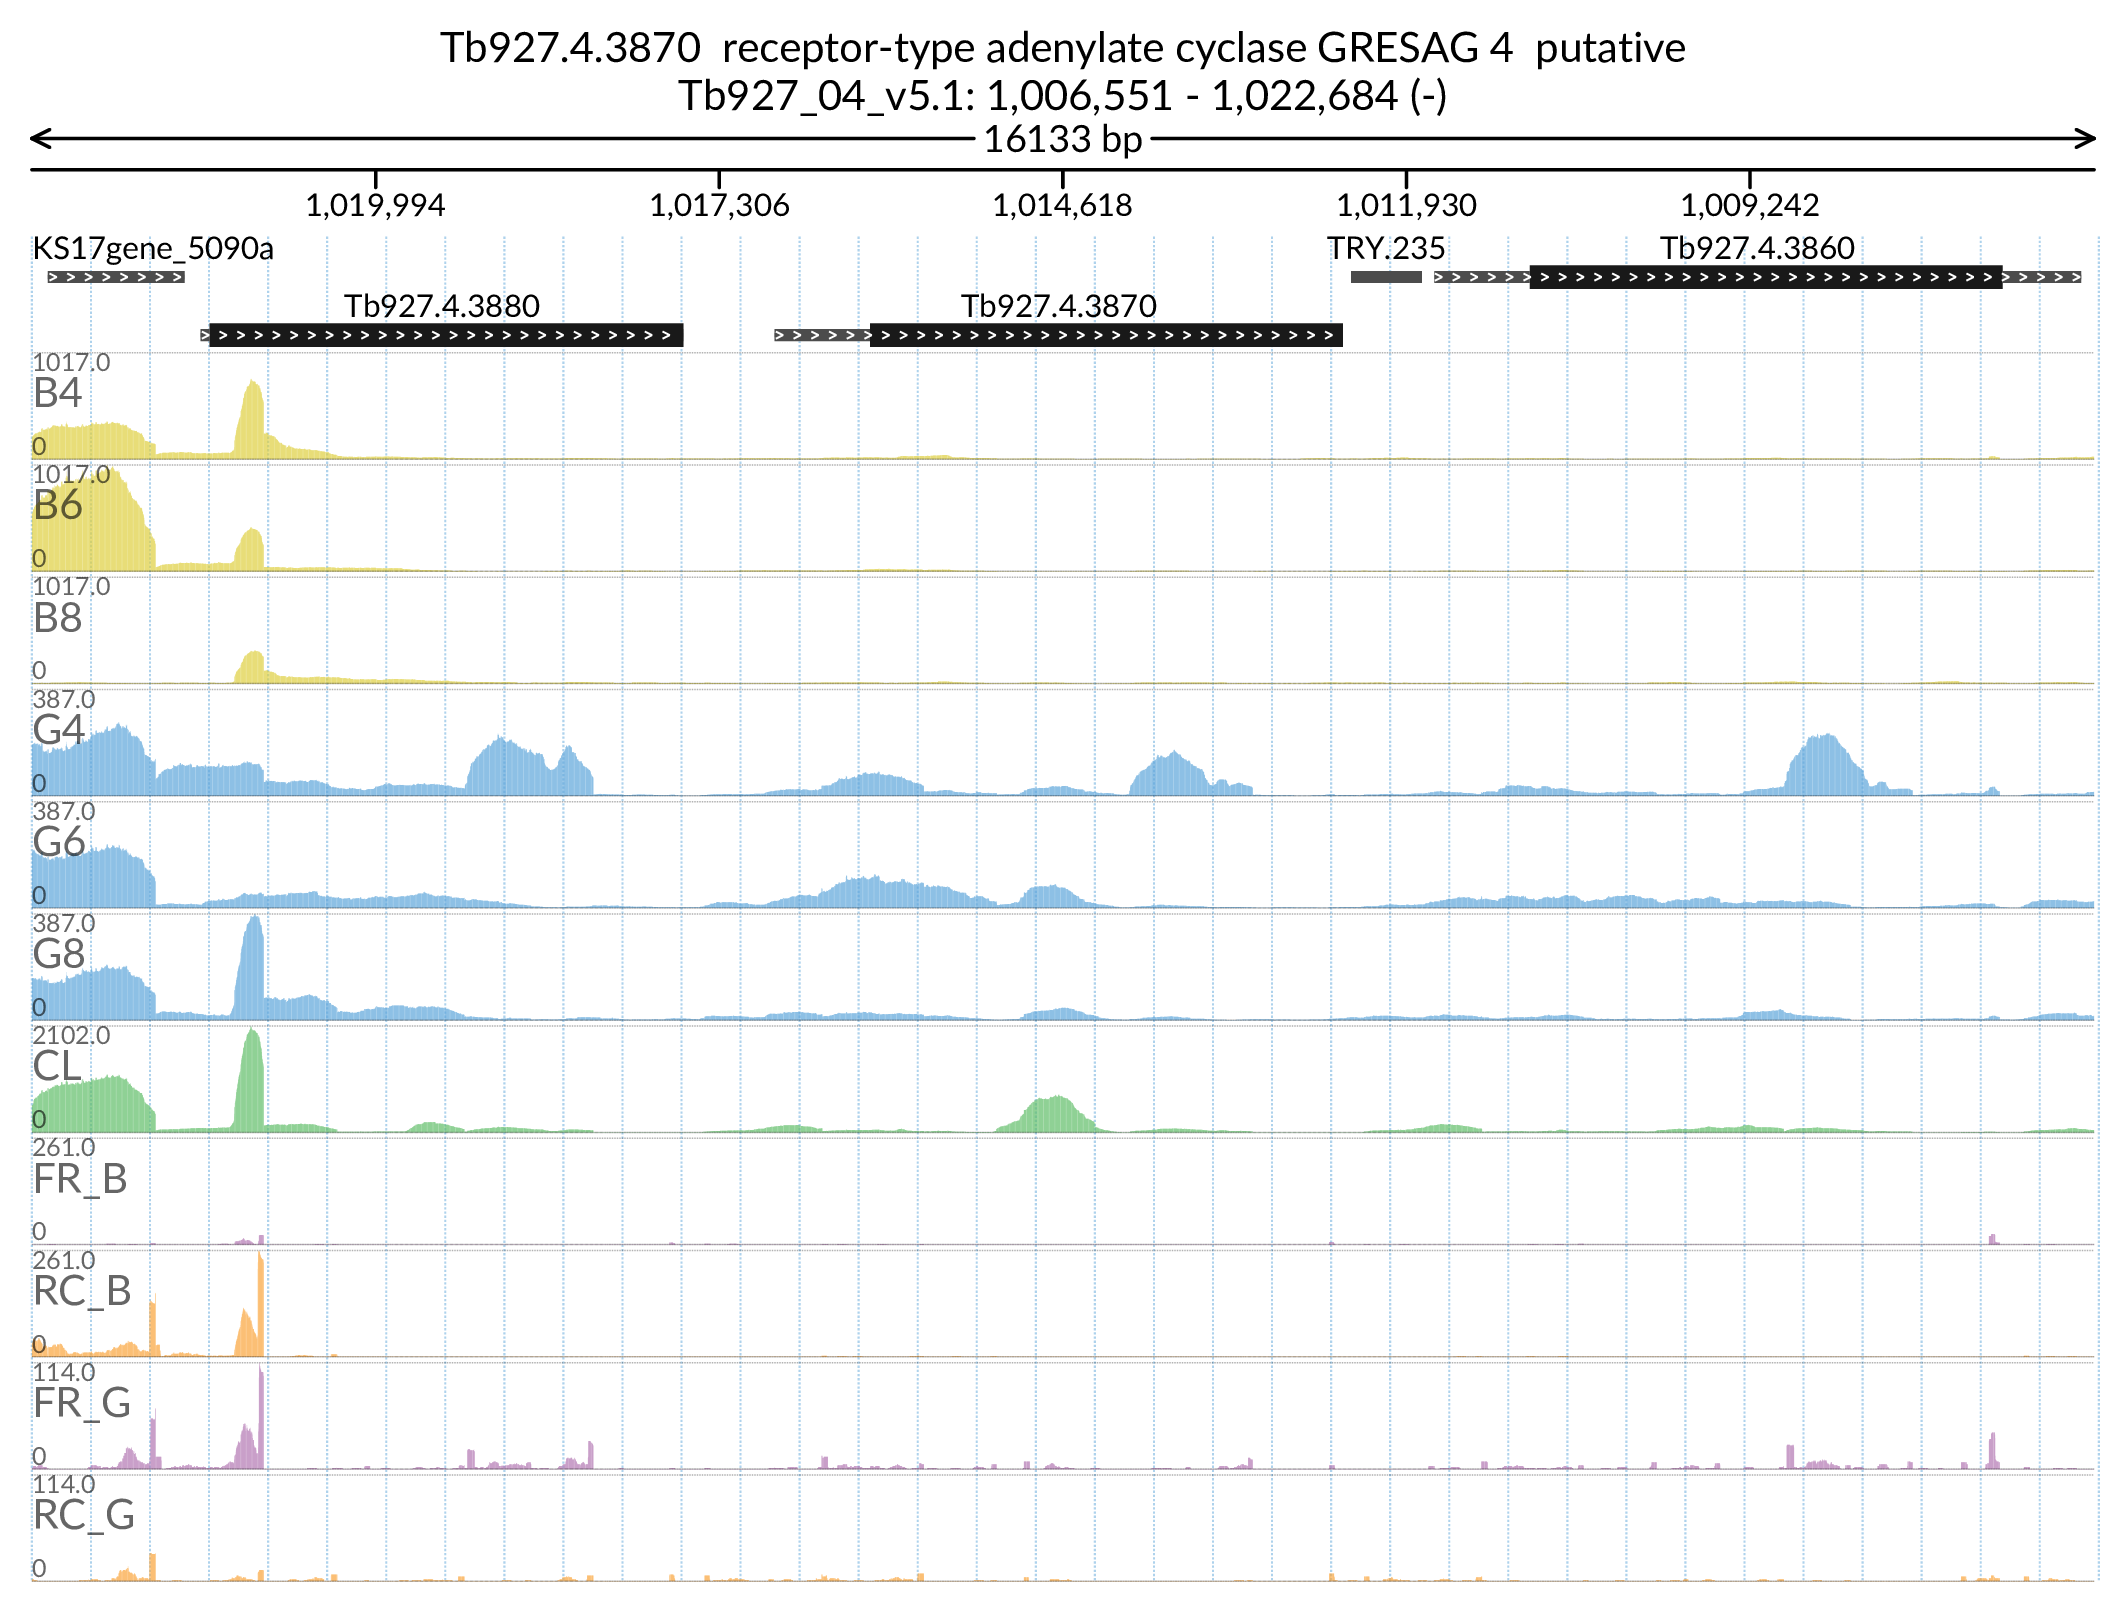 Tb927.4.3870  receptor-type adenylate cyclase GRESAG 4  putative
Tb927_04_v5.1: 1,006,551 - 1,022,684 (-)
16133 bp
1,019,994 1,017,306 1,014,618 1,011,930 1,009,242
KS17gene_5090a TRY.235 Tb927.4.3860
Tb927.4.3880 Tb927.4.3870
1017.0
B4
0
1017.0
B6
0
1017.0
B8
0
387.0
G4
0
387.0
G6
0
387.0
G8
0
2102.0
CL
0
261.0
FR_B
0
261.0
RC_B
0
114.0
FR_G
0
114.0
RC_G
0